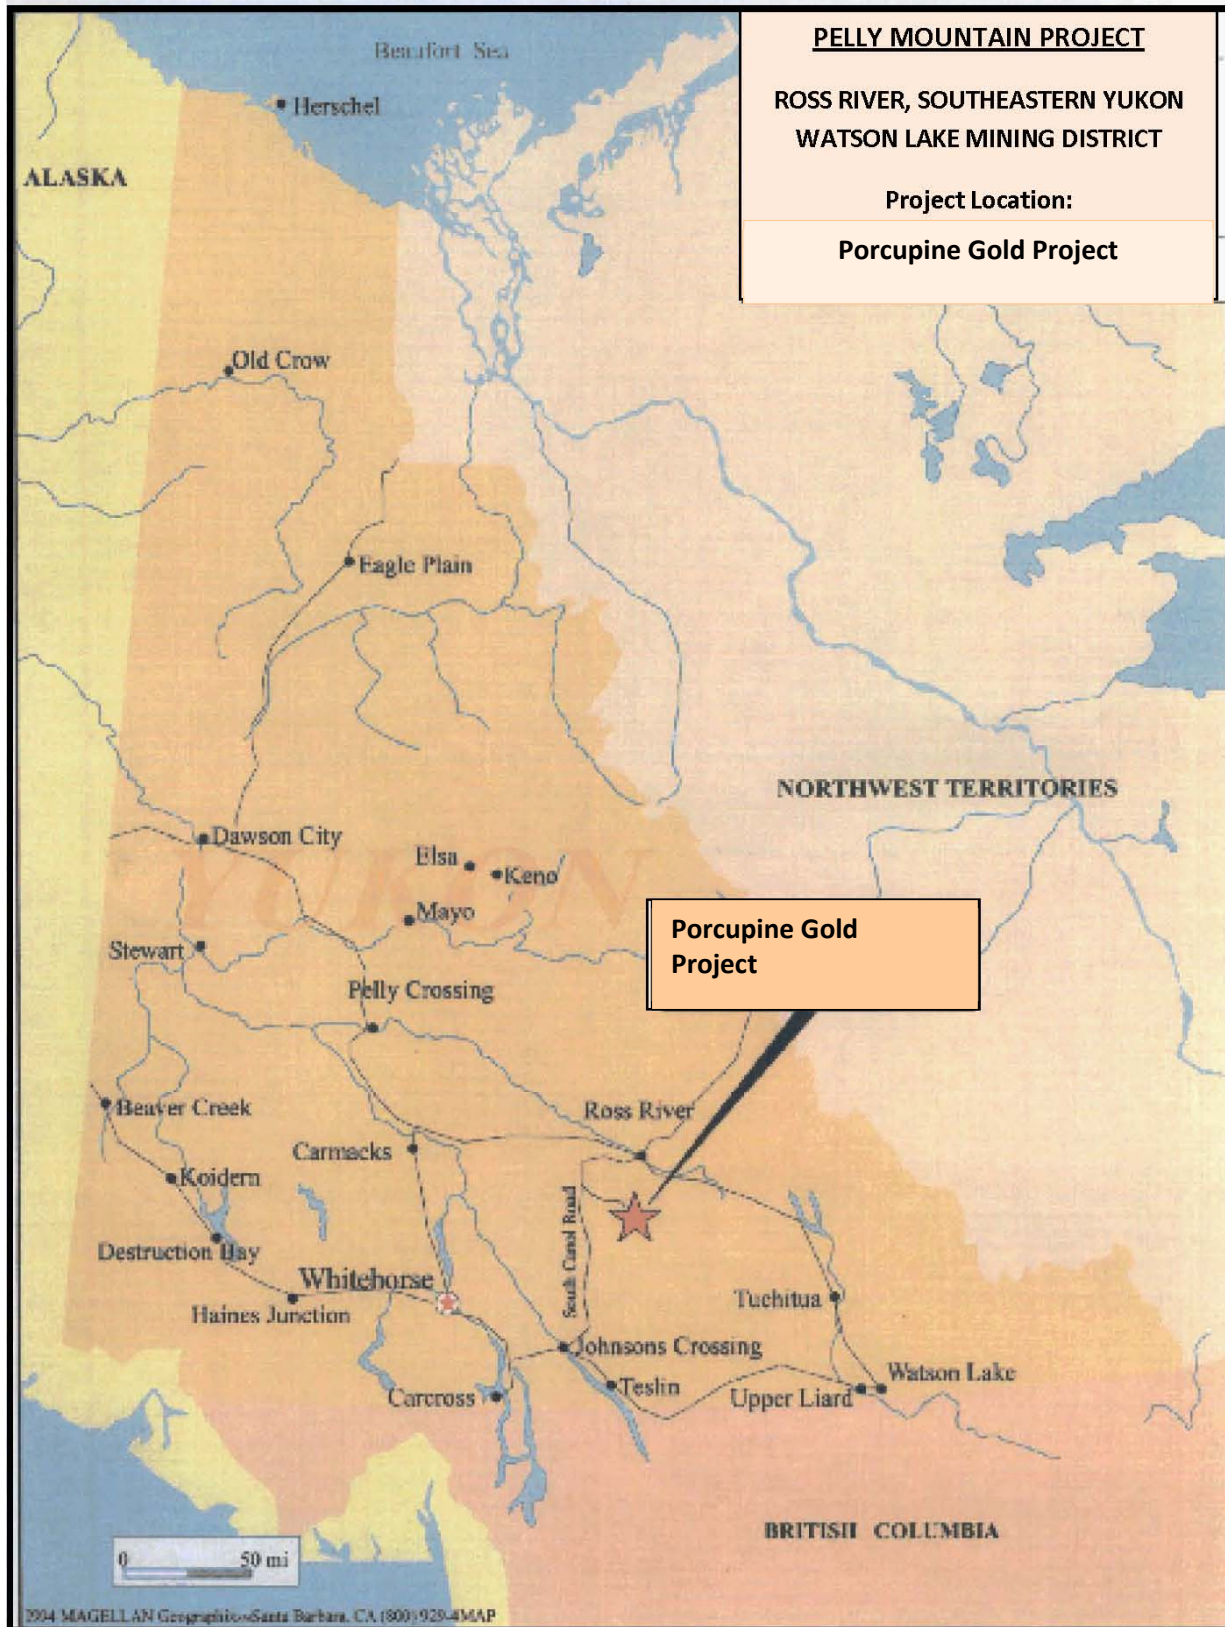 PELLY MOUNTAIN PROJECT
ROSS RIVER, SOUTHEASTERN YUKON
WATSON LAKE MINING DISTRICT
Project Location:
Porcupine Gold Project
Beaufort Sea
Herschel
ALASKA
Old Crow
Eagle Plain
NORTHWEST TERRITORIES
Dawson City
YUKON
Elsa
Keno
Mayo
Stewart
Porcupine Gold
Project
Pelly Crossing
Beaver Creek
Ross River
Carmacks
Koidern
South Canol Road
Destruction Bay
Whitehorse
Haines Junction
Tuchitua
Johnsons Crossing
Teslin
Watson Lake
Upper Liard
Carcross
BRITISH COLUMBIA
0 50 mi
1994 MAGELLAN Geographix Santa Barbara, CA (800) 929-4MAP